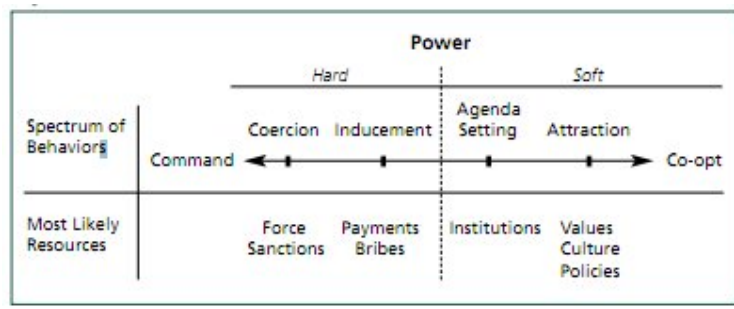 Power
Hard Soft
Spectrum of
Behaviors
Command
Coercion Inducement
Agenda
Setting
Attraction
Co-opt
Most Likely
Resources
Force
Sanctions
Payments
Bribes
Institutions
Values
Culture
Policies